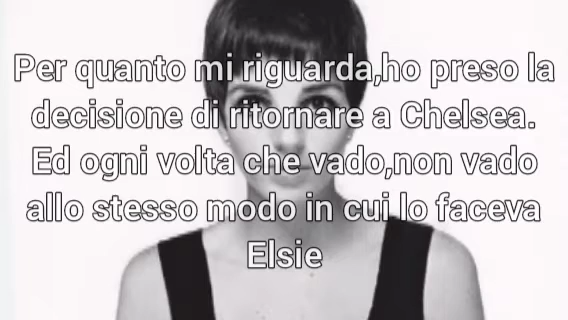 Per quanto mi riguarda,ho preso la
decisione di ritornare a Chelsea.
Ed ogni volta che vado,non vado
allo stesso modo in cui lo faceva
Elsie